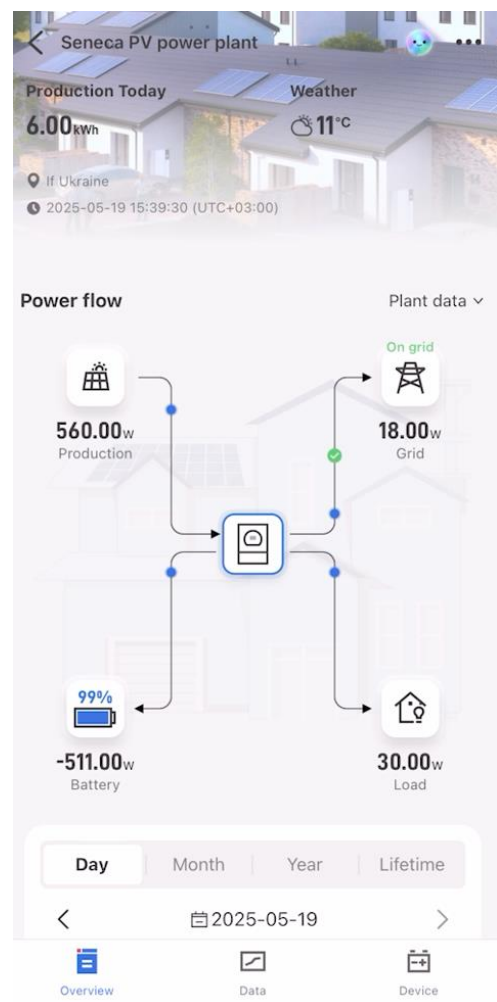 Seneca PV power plant
Production Today
Weather
6.00kWh
11°C
If Ukraine
2025-05-19 15:39:30 (UTC+03:00)
Power flow
Plant data
On grid
560.00w
Production
18.00w
Grid
99%
-511.00w
Battery
30.00w
Load
Day
Month
Year
Lifetime
2025-05-19
Overview
Data
Device